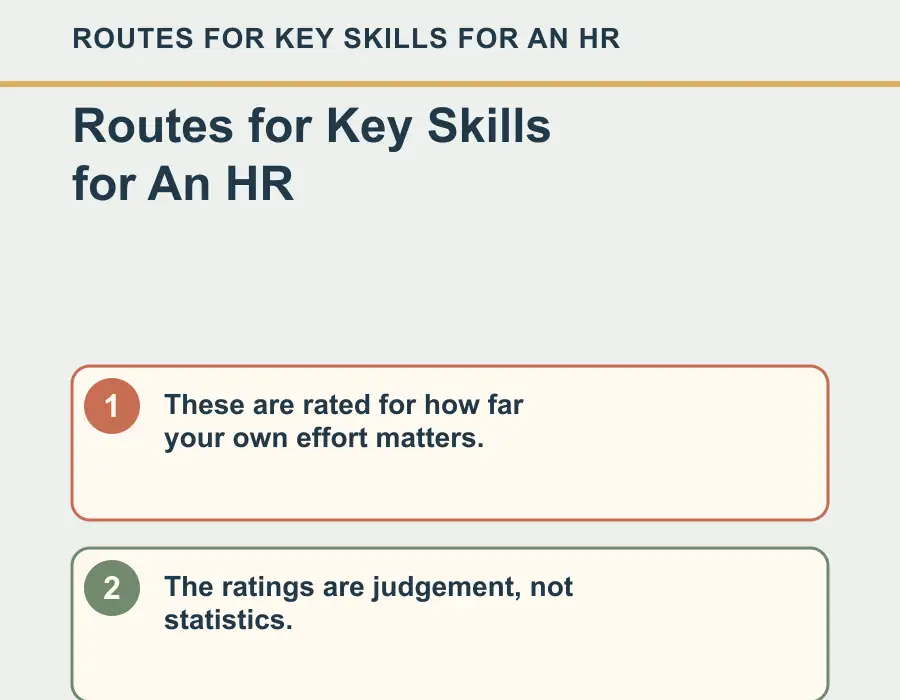 ROUTES FOR KEY SKILLS FOR AN HR
Routes for Key Skills
for An HR
1
These are rated for how far
your own effort matters.
2
The ratings are judgement, not
statistics.